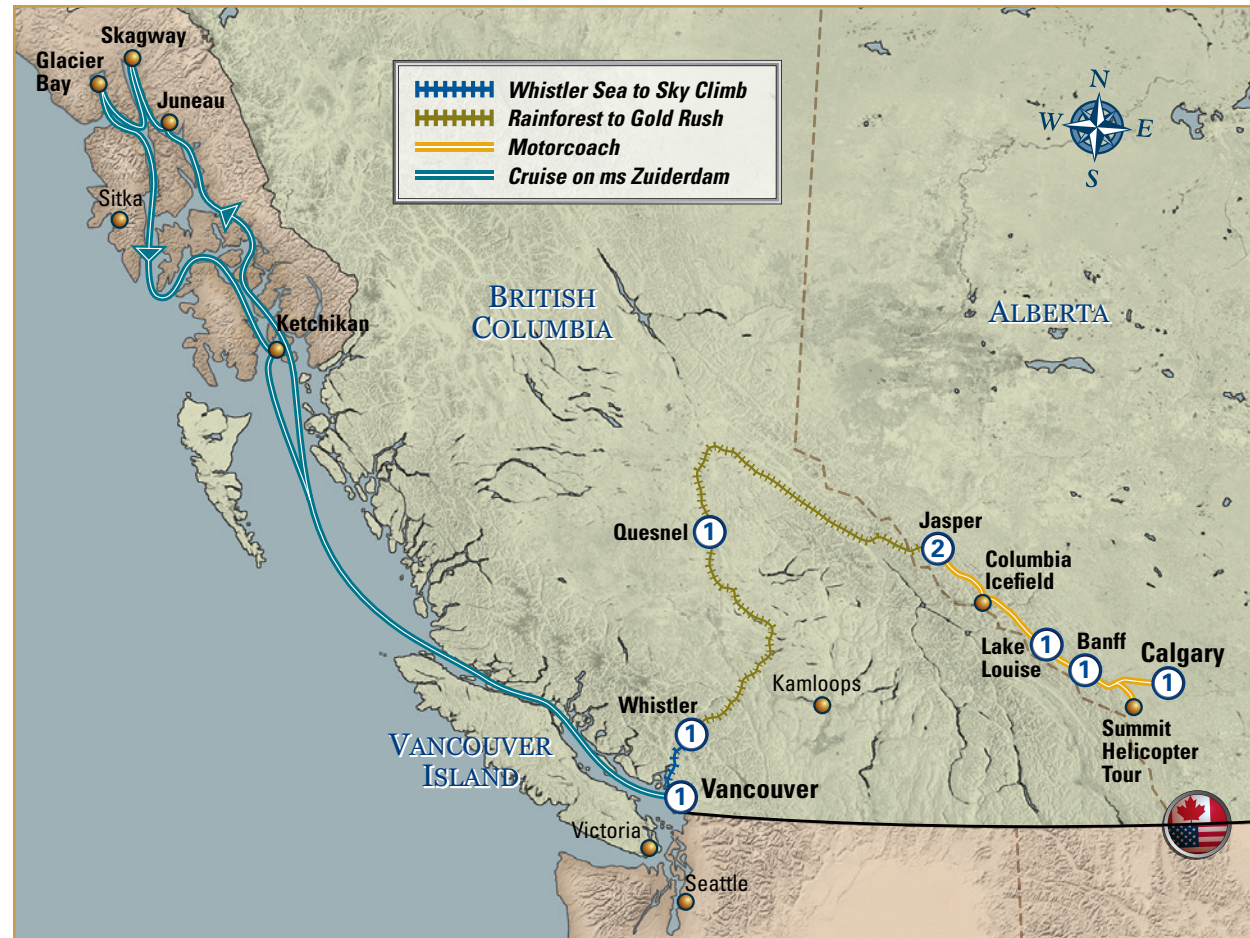 Skagway
Glacier
Bay
Juneau
Sitka
Ketchikan
Whistler Sea to Sky Climb
Rainforest to Gold Rush
Motorcoach
Cruise on ms Zuiderdam
N
W
E
S
BRITISH
COLUMBIA
ALBERTA
Quesnel
1
Jasper
2
Columbia
Icefield
Lake
Louise
1
Banff
1
Calgary
1
Summit
Helicopter
Tour
Kamloops
Whistler
1
VANCOUVER
ISLAND
1
Vancouver
Victoria
Seattle